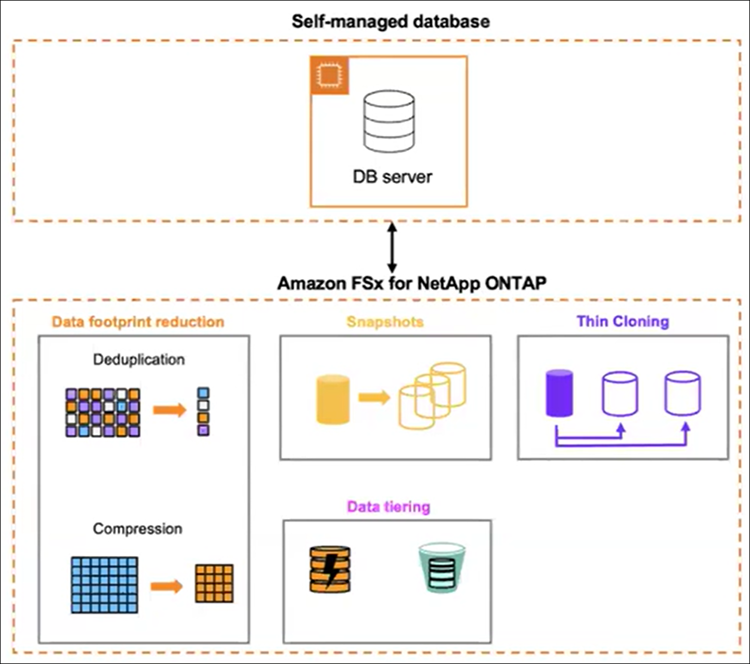 Self-managed database
DB server
Amazon FSx for NetApp ONTAP
Data footprint reduction
Deduplication
Compression
Snapshots
Thin Cloning
Data tiering